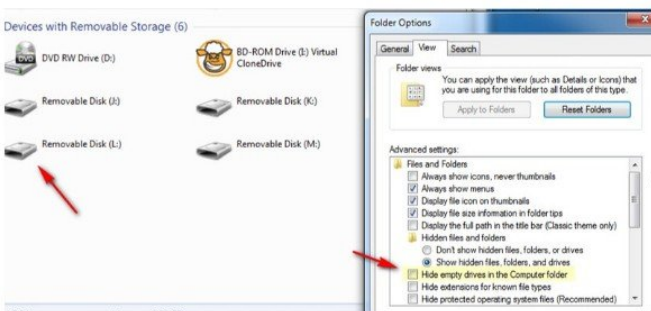 Devices with Removable Storage (6)
DVD RW Drive (D:)
BD-ROM Drive (I:) Virtual
CloneDrive
Removable Disk (J:)
Removable Disk (K:)
Removable Disk (L:)
Removable Disk (M:)
Folder Options
General
View
Search
Folder views
You can apply the view (such as Details or Icons) that
you are using for this folder to all folders of this type.
Apply to Folders
Reset Folders
Advanced settings:
Files and Folders
Always show icons, never thumbnails
Always show menus
Display file icon on thumbnails
Display file size information in folder tips
Display the full path in the title bar (Classic theme only)
Hidden files and folders
Don't show hidden files, folders, or drives
Show hidden files, folders, and drives
Hide empty drives in the Computer folder
Hide extensions for known file types
Hide protected operating system files (Recommended)